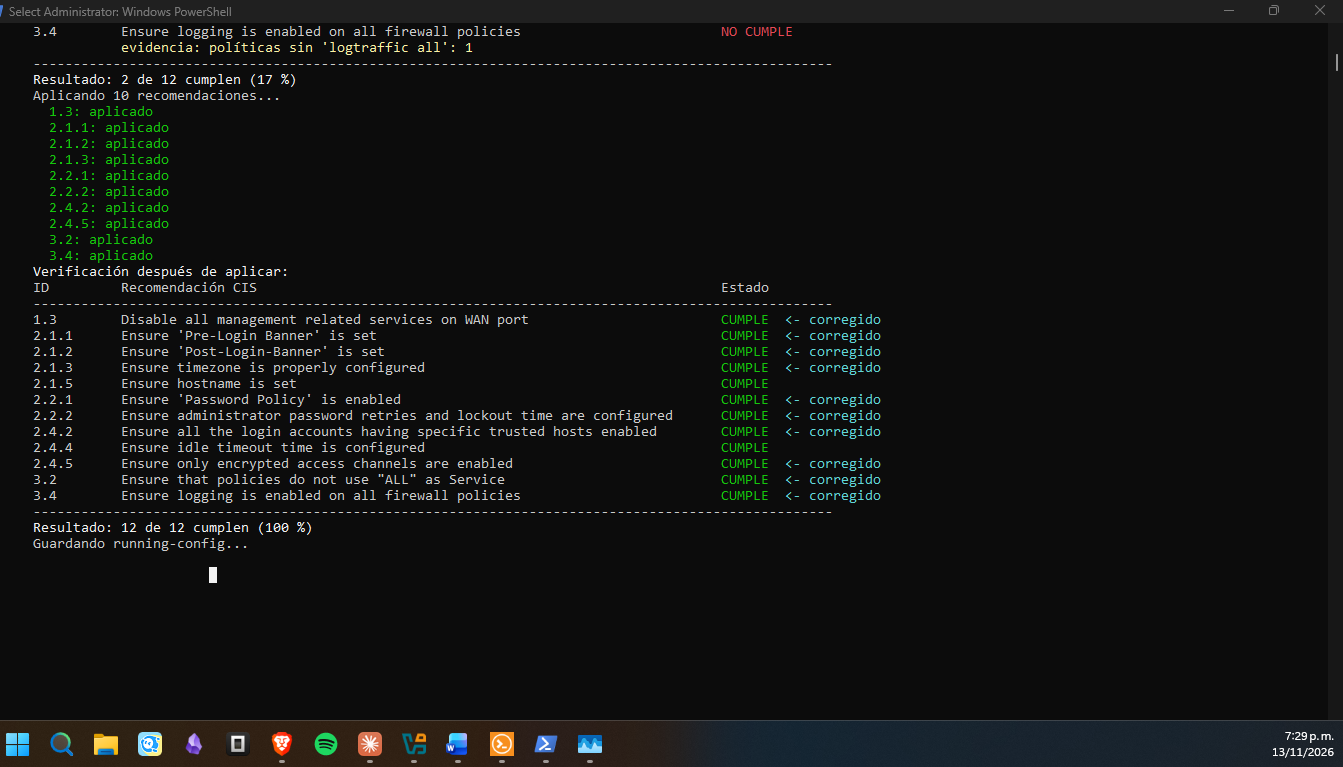 Select Administrator: Windows PowerShell
3.4 Ensure logging is enabled on all firewall policies NO CUMPLE
evidencia: políticas sin 'logtraffic all': 1
----------------------------------------------------------------------------------------------------
Resultado: 2 de 12 cumplen (17 %)
Aplicando 10 recomendaciones...
1.3: aplicado
2.1.1: aplicado
2.1.2: aplicado
2.1.3: aplicado
2.2.1: aplicado
2.2.2: aplicado
2.4.2: aplicado
2.4.5: aplicado
3.2: aplicado
3.4: aplicado
Verificación después de aplicar:
ID Recomendación CIS Estado
----------------------------------------------------------------------------------------------------
1.3 Disable all management related services on WAN port CUMPLE <- corregido
2.1.1 Ensure 'Pre-Login Banner' is set CUMPLE <- corregido
2.1.2 Ensure 'Post-Login-Banner' is set CUMPLE <- corregido
2.1.3 Ensure timezone is properly configured CUMPLE <- corregido
2.1.5 Ensure hostname is set CUMPLE
2.2.1 Ensure 'Password Policy' is enabled CUMPLE <- corregido
2.2.2 Ensure administrator password retries and lockout time are configured CUMPLE <- corregido
2.4.2 Ensure all the login accounts having specific trusted hosts enabled CUMPLE <- corregido
2.4.4 Ensure idle timeout time is configured CUMPLE
2.4.5 Ensure only encrypted access channels are enabled CUMPLE <- corregido
3.2 Ensure that policies do not use "ALL" as Service CUMPLE <- corregido
3.4 Ensure logging is enabled on all firewall policies CUMPLE <- corregido
----------------------------------------------------------------------------------------------------
Resultado: 12 de 12 cumplen (100 %)
Guardando running-config...
7:29 p. m.
13/11/2026